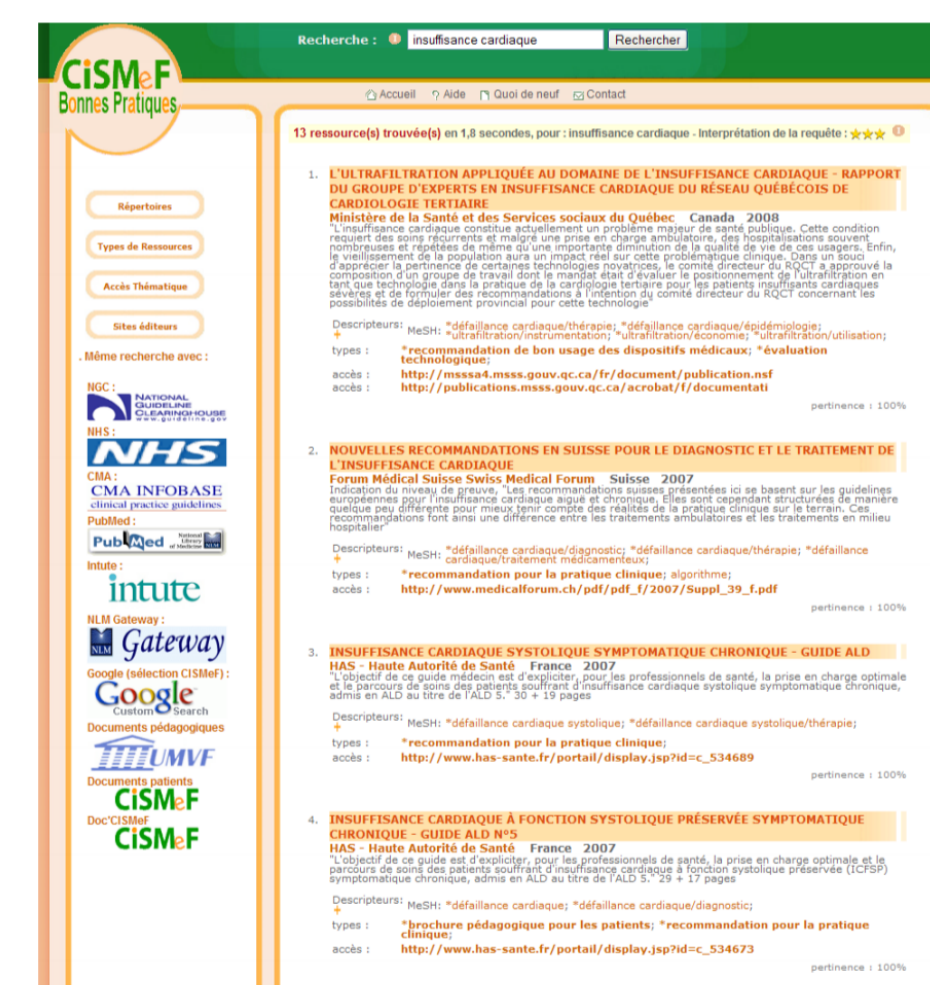 Recherche : insuffisance cardiaque Rechercher
CiSMeF
Bonnes Pratiques
Accueil ? Aide Quoi de neuf Contact
13 ressource(s) trouvée(s) en 1,8 secondes, pour : insuffisance cardiaque - Interprétation de la requête :
Répertoires
Types de Ressources
Accès Thématique
Sites éditeurs
. Même recherche avec :
NGC :
NATIONAL
GUIDELINE
CLEARINGHOUSE
www.guideline.gov
NHS :
NHS
CMA :
CMA INFOBASE
clinical practice guidelines
PubMed :
PubMed National Library of Medicine NLM
Intute :
intute
NLM Gateway :
NLM Gateway
Google (sélection CISMeF) :
Google
Custom Search
Documents pédagogiques
UMVF
Documents patients
CiSMeF
Doc'CISMeF
CiSMeF
1. L'ULTRAFILTRATION APPLIQUÉE AU DOMAINE DE L'INSUFFISANCE CARDIAQUE - RAPPORT
DU GROUPE D'EXPERTS EN INSUFFISANCE CARDIAQUE DU RÉSEAU QUÉBÉCOIS DE
CARDIOLOGIE TERTIAIRE
Ministère de la Santé et des Services sociaux du Québec Canada 2008
"L'insuffisance cardiaque constitue actuellement un problème majeur de santé publique. Cette condition
requiert des soins récurrents et malgré une prise en charge ambulatoire, des hospitalisations souvent
nombreuses et répétées de même qu'une importante diminution de la qualité de vie de ces usagers. Enfin,
le vieillissement de la population aura un impact réel sur cette problématique clinique. Dans un souci
d'apprécier la pertinence de certaines technologies novatrices, le comité directeur du RQCT a approuvé la
composition d'un groupe de travail dont le mandat était d'évaluer le positionnement de l'ultrafiltration en
tant que technologie dans la pratique de la cardiologie tertiaire pour les patients insuffisants cardiaques
sévères et de formuler des recommandations à l'intention du comité directeur du RQCT concernant les
possibilités de déploiement provincial pour cette technologie"
Descripteurs: MeSH: *défaillance cardiaque/thérapie; *défaillance cardiaque/épidémiologie;
+ *ultrafiltration/instrumentation; *ultrafiltration/économie; *ultrafiltration/utilisation;
types : *recommandation de bon usage des dispositifs médicaux; *évaluation
technologique;
accès : http://msssa4.msss.gouv.qc.ca/fr/document/publication.nsf
accès : http://publications.msss.gouv.qc.ca/acrobat/f/documentati
pertinence : 100%
2. NOUVELLES RECOMMANDATIONS EN SUISSE POUR LE DIAGNOSTIC ET LE TRAITEMENT DE
L'INSUFFISANCE CARDIAQUE
Forum Médical Suisse Swiss Medical Forum Suisse 2007
Indication du niveau de preuve, "Les recommandations suisses présentées ici se basent sur les guidelines
européennes pour l'insuffisance cardiaque aiguë et chronique. Elles sont cependant structurées de manière
quelque peu différente pour mieux tenir compte des réalités de la pratique clinique sur le terrain. Ces
recommandations font ainsi une différence entre les traitements ambulatoires et les traitements en milieu
hospitalier"
Descripteurs: MeSH: *défaillance cardiaque/diagnostic; *défaillance cardiaque/thérapie; *défaillance
+ cardiaque/traitement médicamenteux;
types : *recommandation pour la pratique clinique; algorithme;
accès : http://www.medicalforum.ch/pdf/pdf_f/2007/Suppl_39_f.pdf
pertinence : 100%
3. INSUFFISANCE CARDIAQUE SYSTOLIQUE SYMPTOMATIQUE CHRONIQUE - GUIDE ALD
HAS - Haute Autorité de Santé France 2007
"L'objectif de ce guide médecin est d'expliciter, pour les professionnels de santé, la prise en charge optimale
et le parcours de soins des patients souffrant d'insuffisance cardiaque systolique symptomatique chronique,
admis en ALD au titre de l'ALD 5." 30 + 19 pages
Descripteurs: MeSH: *défaillance cardiaque systolique; *défaillance cardiaque systolique/thérapie;
+
types : *recommandation pour la pratique clinique;
accès : http://www.has-sante.fr/portail/display.jsp?id=c_534689
pertinence : 100%
4. INSUFFISANCE CARDIAQUE À FONCTION SYSTOLIQUE PRÉSERVÉE SYMPTOMATIQUE
CHRONIQUE - GUIDE ALD N°5
HAS - Haute Autorité de Santé France 2007
"L'objectif de ce guide est d'expliciter, pour les professionnels de santé, la prise en charge optimale et le
parcours de soins des patients souffrant d'insuffisance cardiaque à fonction systolique préservée (ICFSP)
symptomatique chronique, admis en ALD au titre de l'ALD 5." 29 + 17 pages
Descripteurs: MeSH: *défaillance cardiaque; *défaillance cardiaque/diagnostic;
+
types : *brochure pédagogique pour les patients; *recommandation pour la pratique
clinique;
accès : http://www.has-sante.fr/portail/display.jsp?id=c_534673
pertinence : 100%